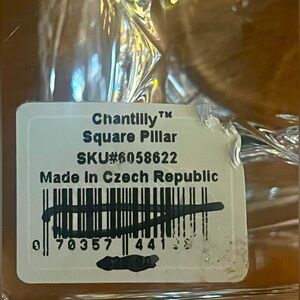 Chantilly™
Square Pillar
SKU#6058622
Made In Czech Republic
0 70357 441